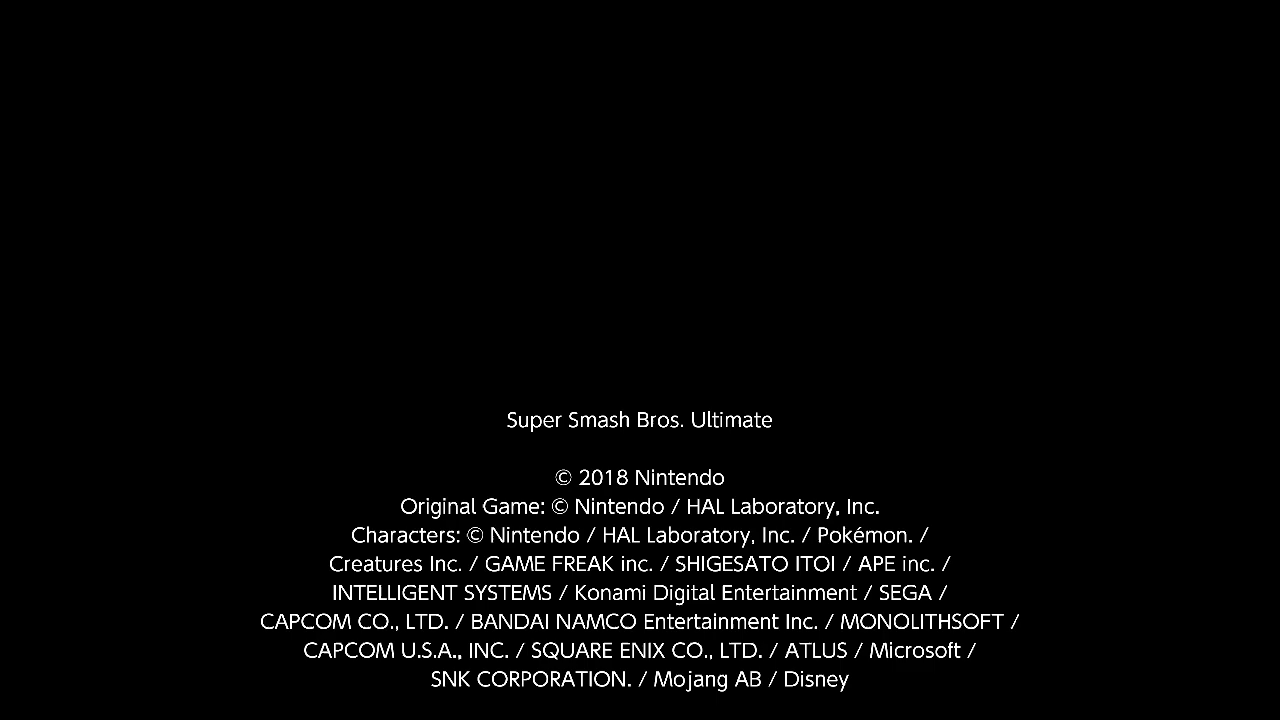 Super Smash Bros. Ultimate
© 2018 Nintendo
Original Game: © Nintendo / HAL Laboratory, Inc.
Characters: © Nintendo / HAL Laboratory, Inc. / Pokémon. /
Creatures Inc. / GAME FREAK inc. / SHIGESATO ITOI / APE inc. /
INTELLIGENT SYSTEMS / Konami Digital Entertainment / SEGA /
CAPCOM CO., LTD. / BANDAI NAMCO Entertainment Inc. / MONOLITHSOFT /
CAPCOM U.S.A., INC. / SQUARE ENIX CO., LTD. / ATLUS / Microsoft /
SNK CORPORATION. / Mojang AB / Disney